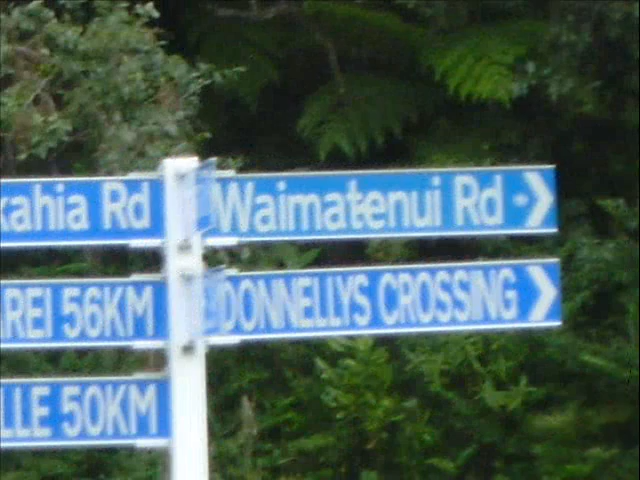 kahia Rd
Waimatenui Rd
REI 56KM
DONNELLYS CROSSING
LLE 50KM